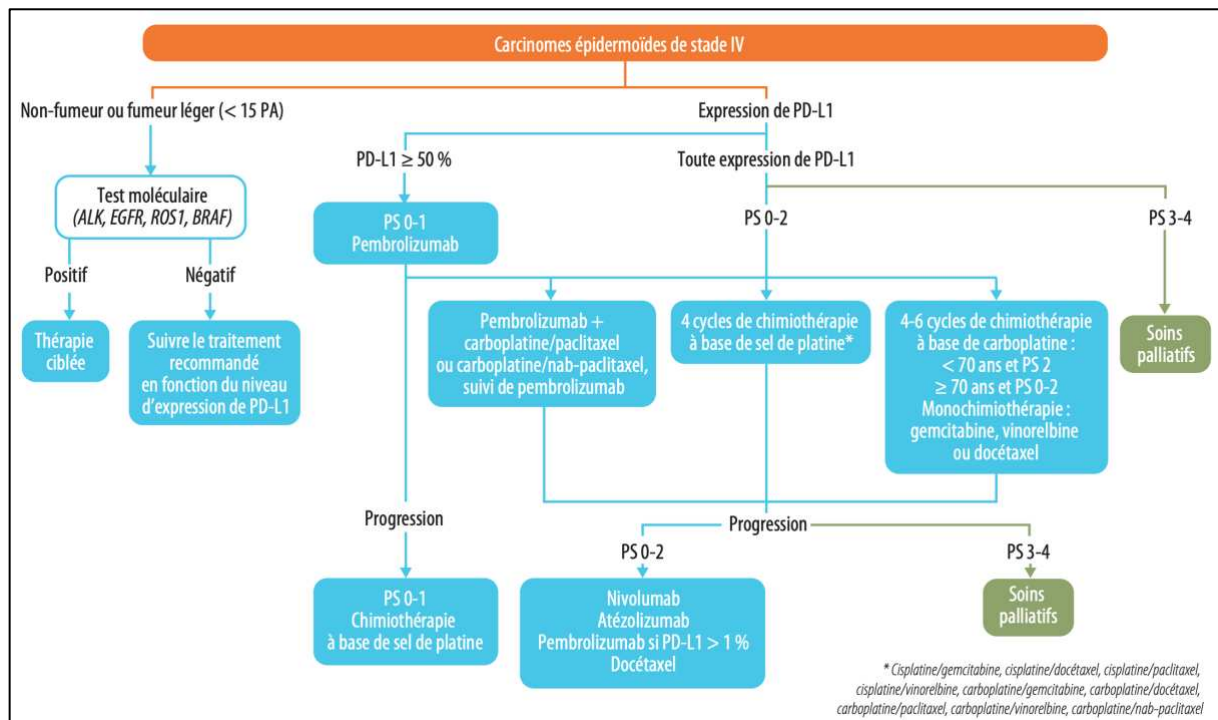 Carcinomes épidermoïdes de stade IV
Non-fumeur ou fumeur léger (< 15 PA)
Expression de PD-L1
PD-L1 ≥ 50 %
Toute expression de PD-L1
Test moléculaire
(ALK, EGFR, ROS1, BRAF)
PS 0-1
Pembrolizumab
PS 0-2
PS 3-4
Positif
Négatif
Thérapie
ciblée
Suivre le traitement
recommandé
en fonction du niveau
d’expression de PD-L1
Pembrolizumab +
carboplatine/paclitaxel
ou carboplatine/nab-paclitaxel,
suivi de pembrolizumab
4 cycles de chimiothérapie
à base de sel de platine*
4-6 cycles de chimiothérapie
à base de carboplatine :
< 70 ans et PS 2
≥ 70 ans et PS 0-2
Monochimiothérapie :
gemcitabine, vinorelbine
ou docétaxel
Soins
palliatifs
Progression
Progression
PS 0-2
PS 3-4
PS 0-1
Chimiothérapie
à base de sel de platine
Nivolumab
Atézolizumab
Pembrolizumab si PD-L1 > 1 %
Docétaxel
Soins
palliatifs
* Cisplatine/gemcitabine, cisplatine/docétaxel, cisplatine/paclitaxel,
cisplatine/vinorelbine, carboplatine/gemcitabine, carboplatine/docétaxel,
carboplatine/paclitaxel, carboplatine/vinorelbine, carboplatine/nab-paclitaxel